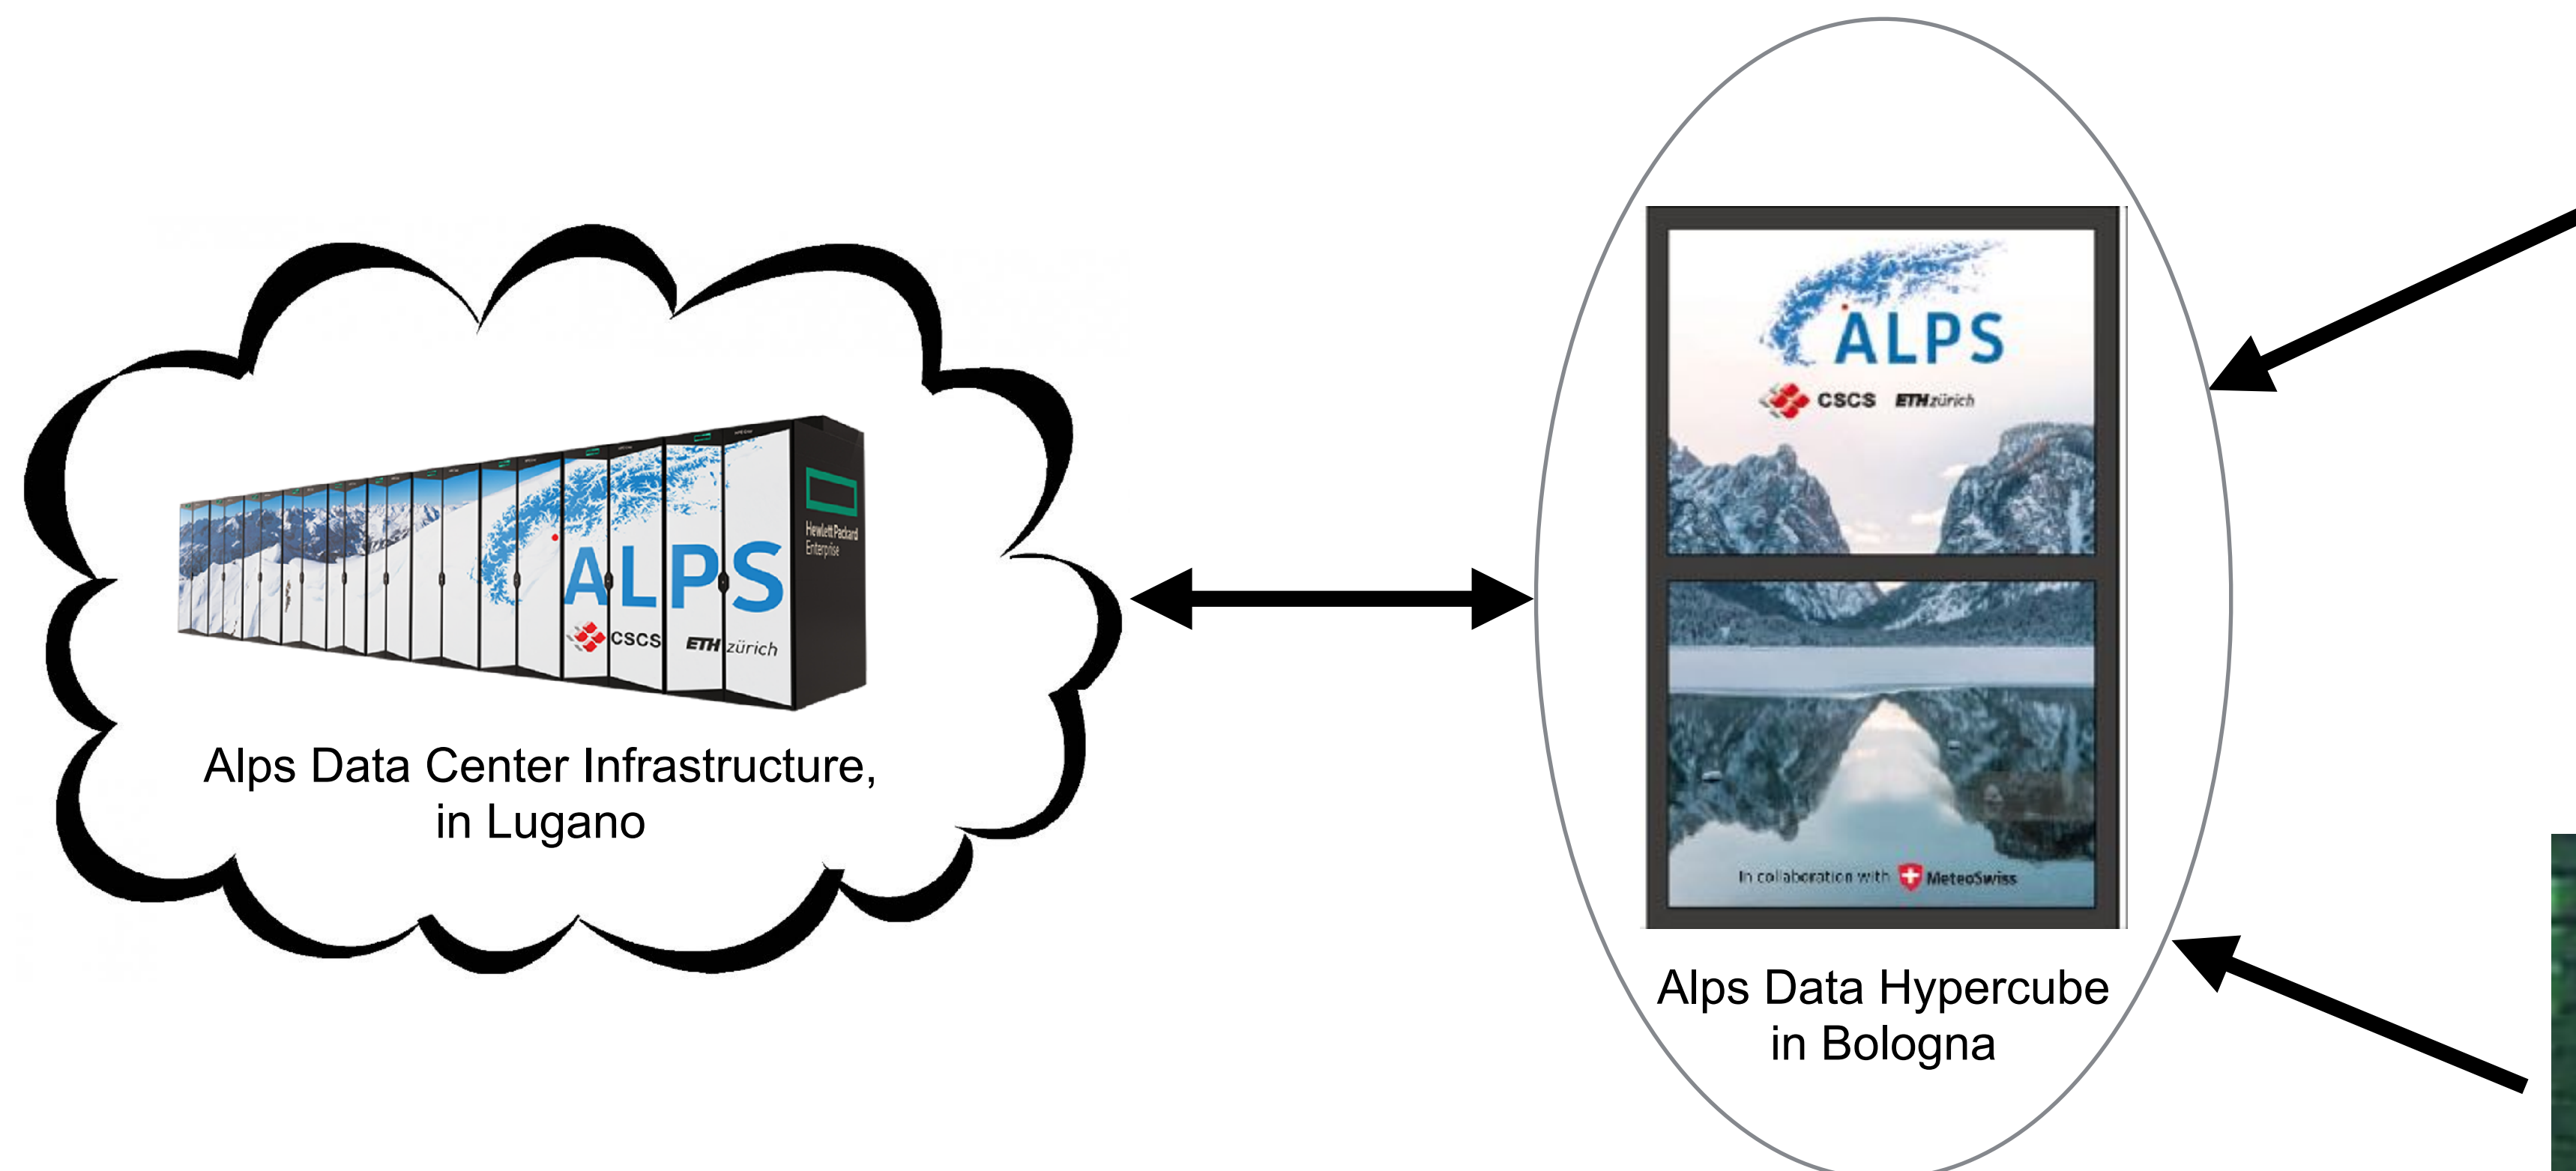 Hewlett Packard
Enterprise
ALPS
CSCS ETH zürich
Alps Data Center Infrastructure,
in Lugano
ALPS
CSCS ETH zürich
In collaboration with MeteoSwiss
Alps Data Hypercube
in Bologna